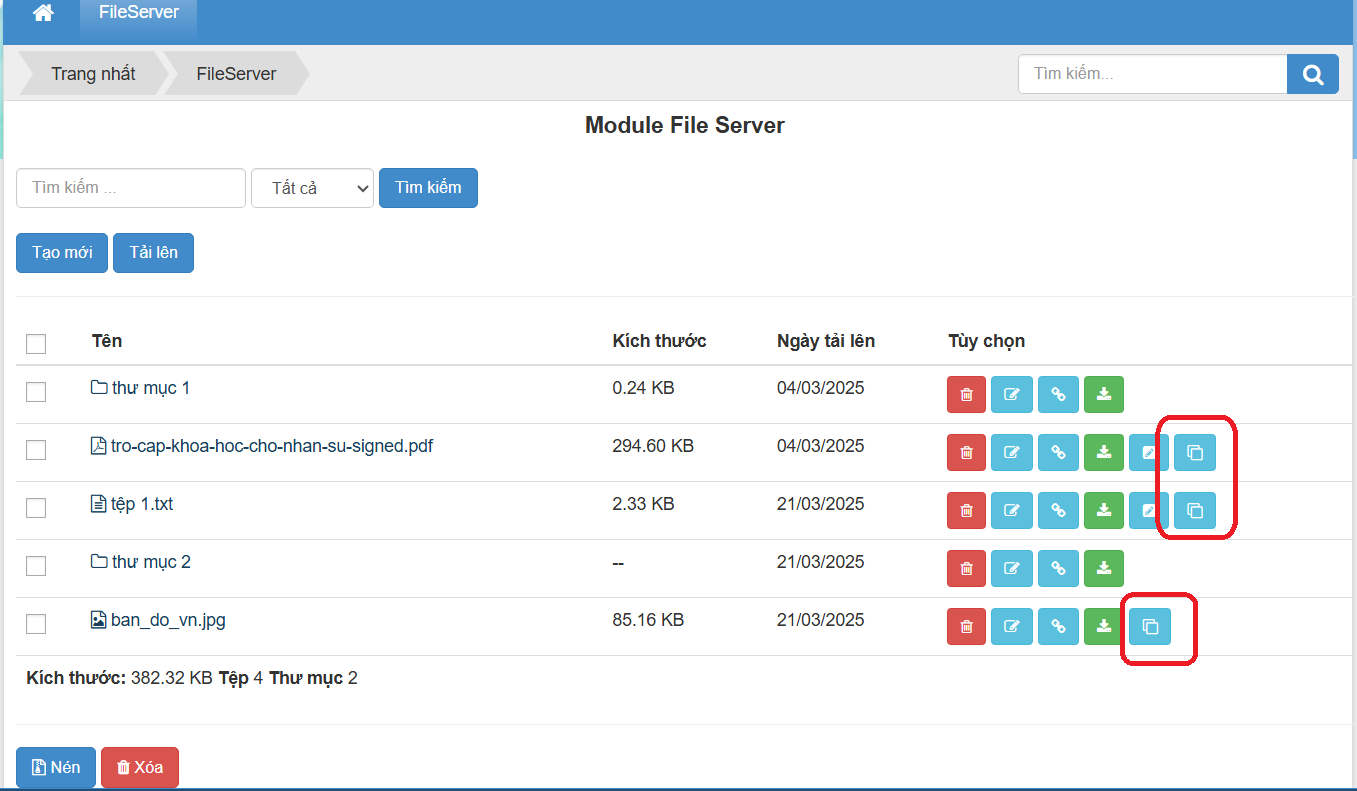 FileServer
Trang nhất FileServer Tìm kiếm...
Module File Server
Tìm kiếm ... Tất cả Tìm kiếm
Tạo mới Tải lên
Tên Kích thước Ngày tải lên Tùy chọn
thư mục 1 0.24 KB 04/03/2025
tro-cap-khoa-hoc-cho-nhan-su-signed.pdf 294.60 KB 04/03/2025
tệp 1.txt 2.33 KB 21/03/2025
thư mục 2 -- 21/03/2025
ban_do_vn.jpg 85.16 KB 21/03/2025
Kích thước: 382.32 KB Tệp 4 Thư mục 2
Nén Xóa